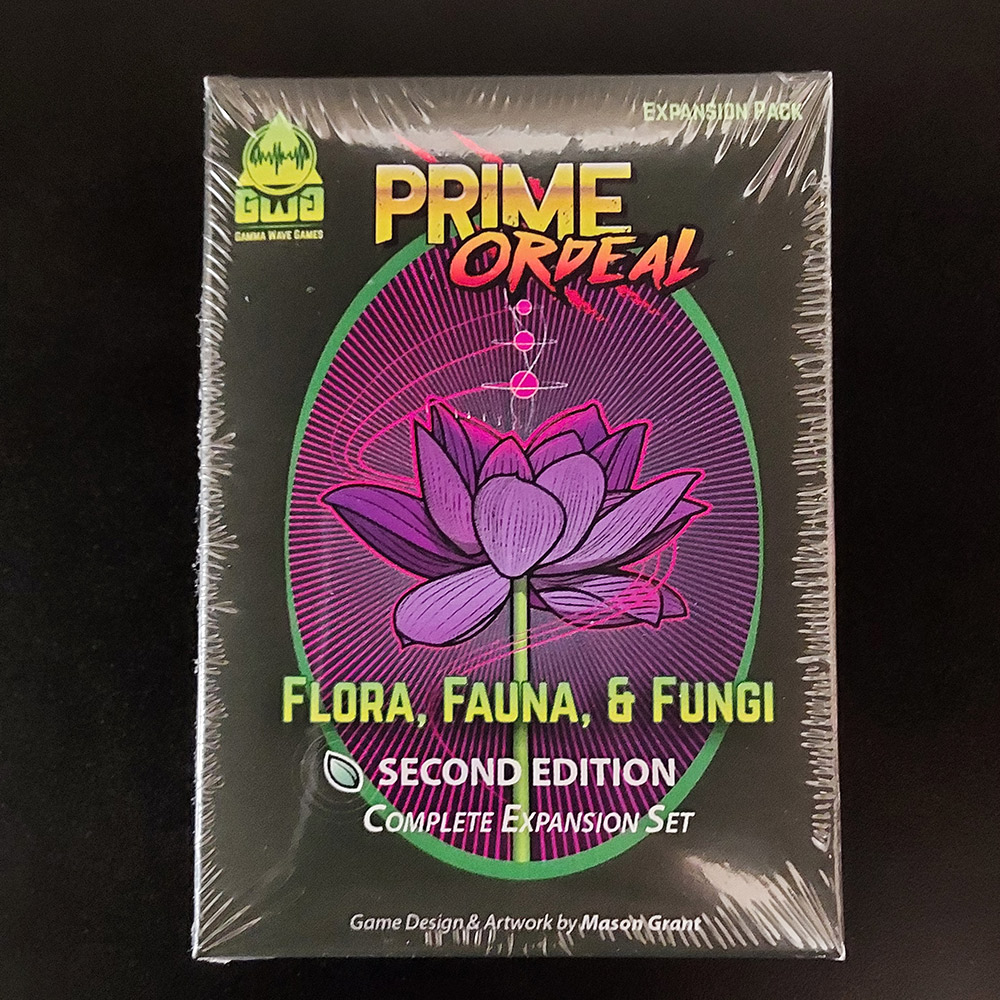 EXPANSION PACK
GWG
GAMMA WAVE GAMES
PRIME
ORDEAL
FLORA, FAUNA, & FUNGI
SECOND EDITION
COMPLETE EXPANSION SET
Game Design & Artwork by Mason Grant